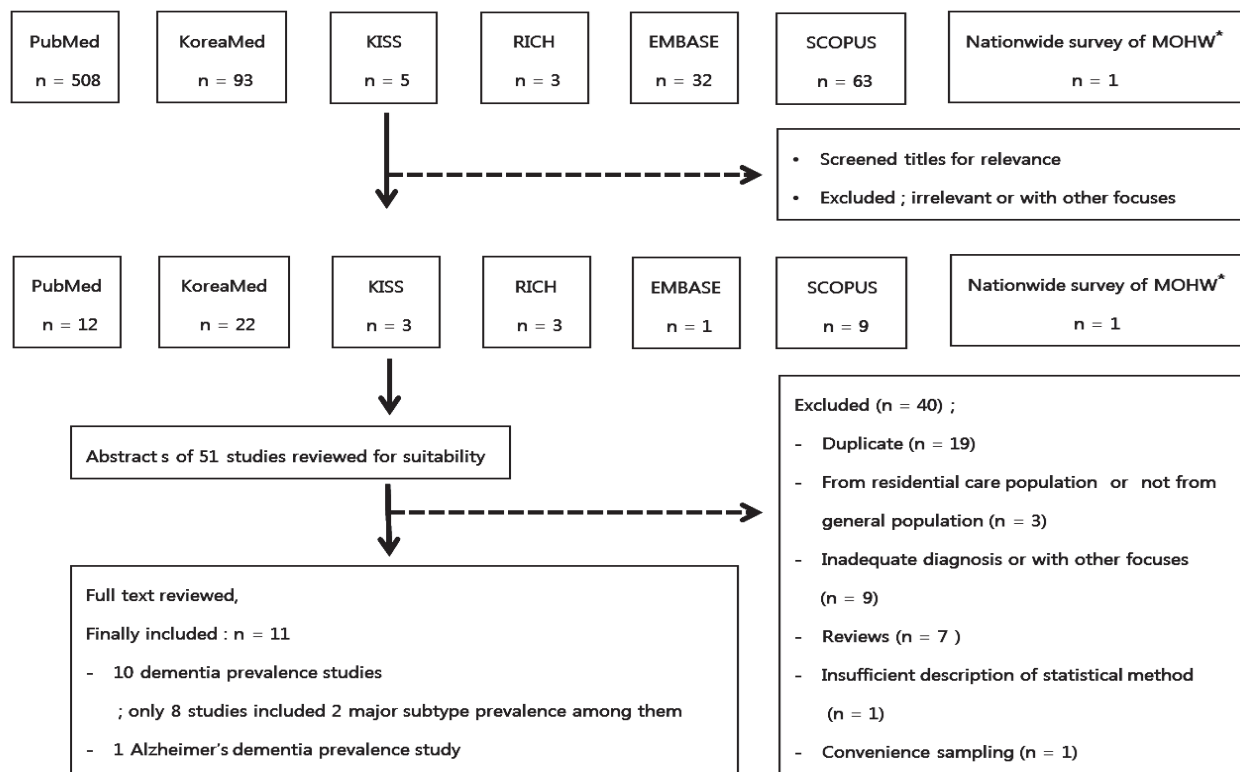 PubMed
n = 508
KoreaMed
n = 93
KISS
n = 5
RICH
n = 3
EMBASE
n = 32
SCOPUS
n = 63
Nationwide survey of MOHW*
n = 1
• Screened titles for relevance
• Excluded ; irrelevant or with other focuses
PubMed
n = 12
KoreaMed
n = 22
KISS
n = 3
RICH
n = 3
EMBASE
n = 1
SCOPUS
n = 9
Nationwide survey of MOHW*
n = 1
Abstract s of 51 studies reviewed for suitability
Excluded (n = 40) ;
- Duplicate (n = 19)
- From residential care population or not from
general population (n = 3)
- Inadequate diagnosis or with other focuses
(n = 9)
- Reviews (n = 7 )
- Insufficient description of statistical method
(n = 1)
- Convenience sampling (n = 1)
Full text reviewed,
Finally included : n = 11
- 10 dementia prevalence studies
; only 8 studies included 2 major subtype prevalence among them
- 1 Alzheimer's dementia prevalence study